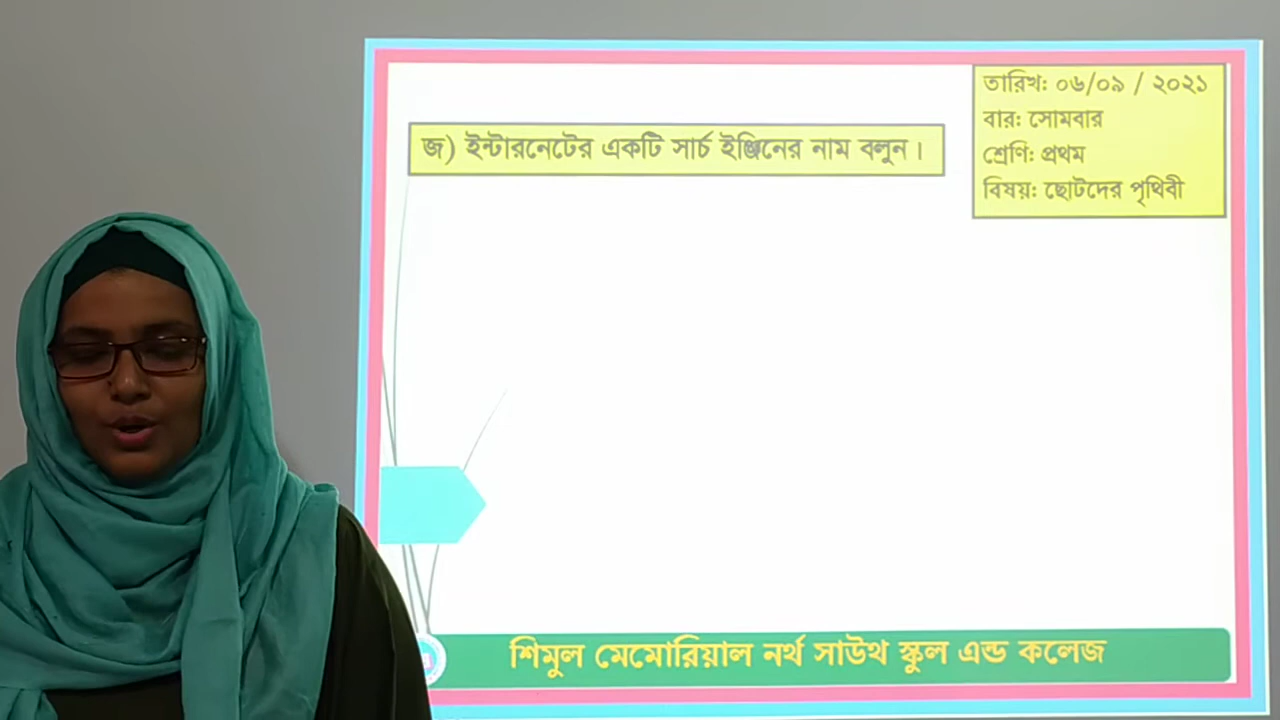 তারিখ: ০৬/০৯ / ২০২১
বার: সোমবার
শ্রেণি: প্রথম
বিষয়: ছোটদের পৃথিবী
জ) ইন্টারনেটের একটি সার্চ ইঞ্জিনের নাম বলুন।
শিমুল মেমোরিয়াল নর্থ সাউথ স্কুল এন্ড কলেজ